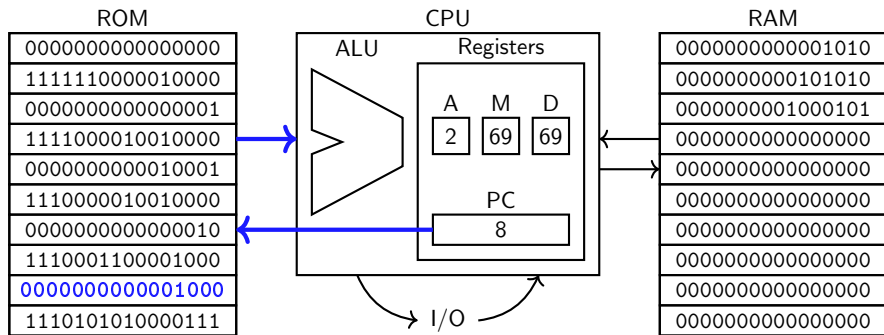 ROM
0000000000000000
1111110000010000
0000000000000001
1111000010010000
0000000000010001
1110000010010000
0000000000000010
1110001100001000
0000000000001000
1110101010000111
CPU
ALU
Registers
A M D
2 69 69
PC
8
I/O
RAM
0000000000001010
0000000000101010
0000000001000101
0000000000000000
0000000000000000
0000000000000000
0000000000000000
0000000000000000
0000000000000000
0000000000000000